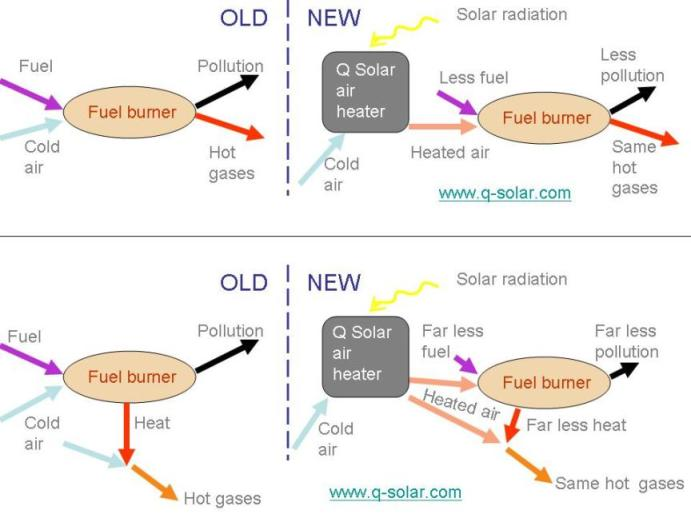 OLD
NEW
Solar radiation
Fuel
Pollution
Fuel burner
Cold
air
Hot
gases
Q Solar
air
heater
Less fuel
Less
pollution
Fuel burner
Cold
air
Heated air
Same
hot
gases
www.q-solar.com
OLD
NEW
Solar radiation
Fuel
Pollution
Fuel burner
Cold
air
Heat
Hot gases
Q Solar
air
heater
Far less
fuel
Far less
pollution
Fuel burner
Heated air
Cold
air
Far less heat
Same hot gases
www.q-solar.com